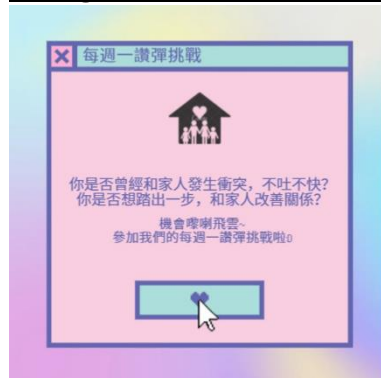 每週一讚彈挑戰
你是否曾經和家人發生衝突，不吐不快？
你是否想踏出一步，和家人改善關係？
機會嚟喇飛雲~
參加我們的每週一讚彈挑戰啦